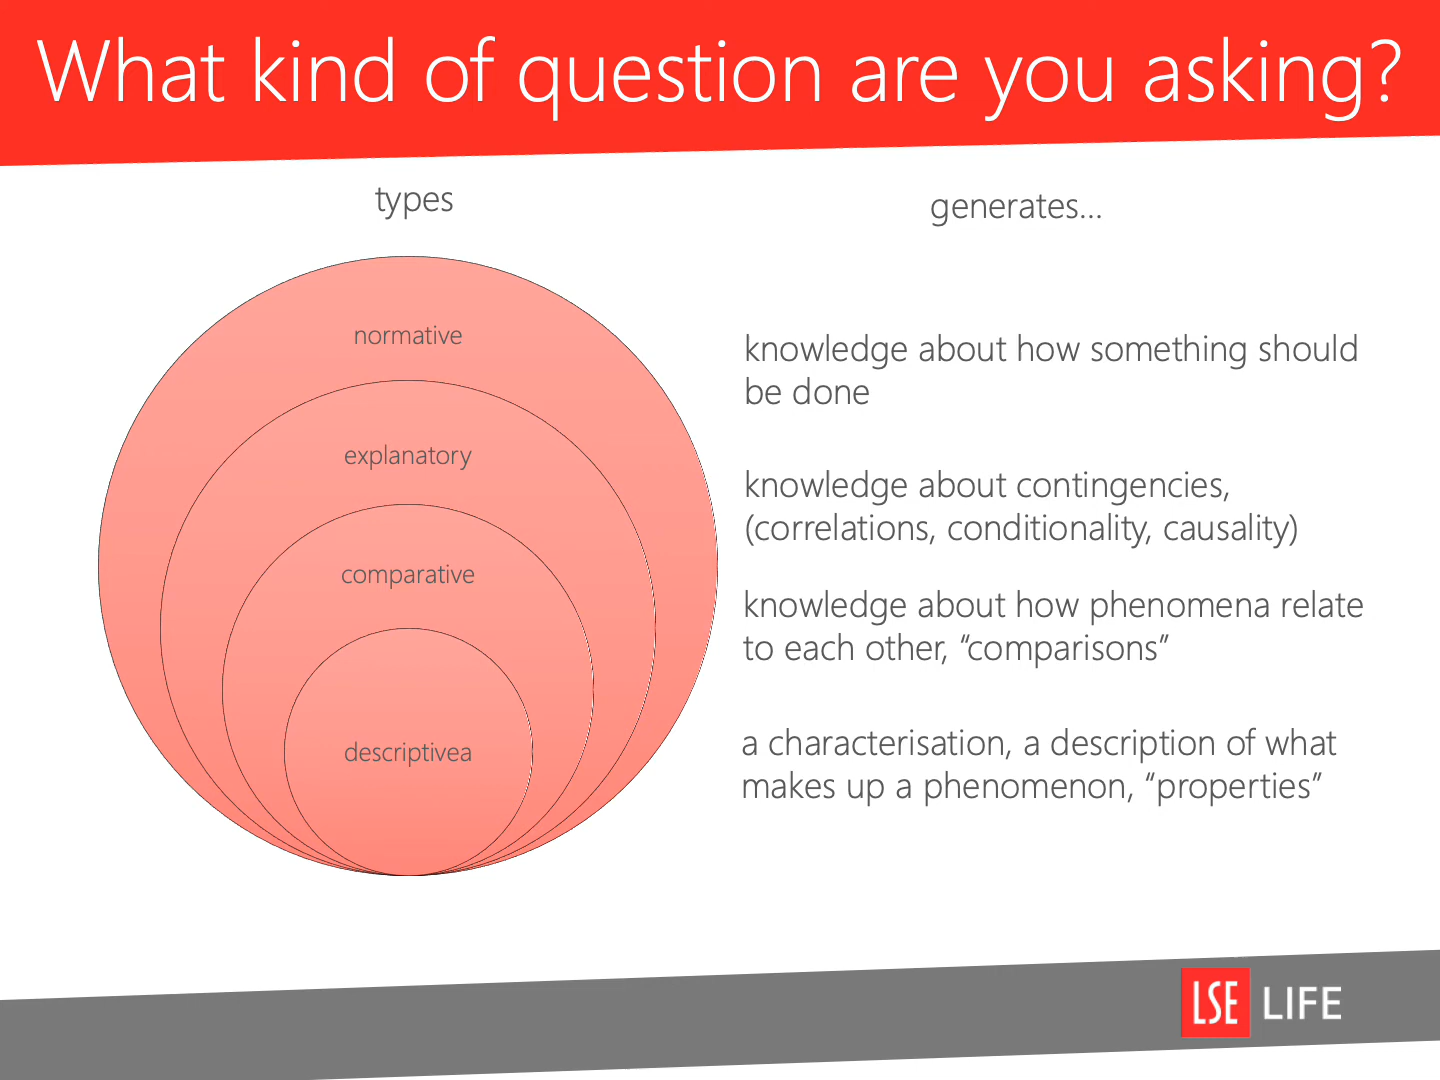 What kind of question are you asking?
types
generates...
normative
knowledge about how something should
be done
explanatory
knowledge about contingencies,
(correlations, conditionality, causality)
comparative
knowledge about how phenomena relate
to each other, “comparisons”
descriptivea
a characterisation, a description of what
makes up a phenomenon, “properties”
LSE LIFE